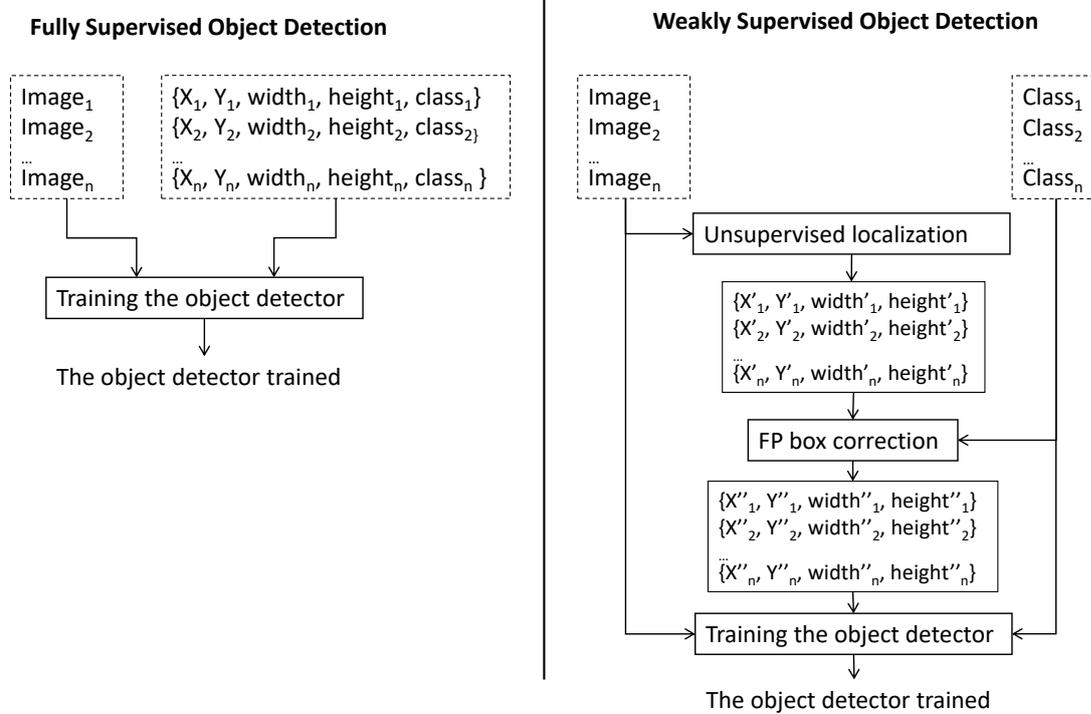 Fully Supervised Object Detection
Image₁
Image₂
...
Imageₙ
{X₁, Y₁, width₁, height₁, class₁}
{X₂, Y₂, width₂, height₂, class₂}
...
{Xₙ, Yₙ, widthₙ, heightₙ, classₙ }
Training the object detector
The object detector trained
Weakly Supervised Object Detection
Image₁
Image₂
...
Imageₙ
Class₁
Class₂
...
Classₙ
Unsupervised localization
{X'₁, Y'₁, width'₁, height'₁}
{X'₂, Y'₂, width'₂, height'₂}
...
{X'ₙ, Y'ₙ, width'ₙ, height'ₙ}
FP box correction
{X''₁, Y''₁, width''₁, height''₁}
{X''₂, Y''₂, width''₂, height''₂}
...
{X''ₙ, Y''ₙ, width''ₙ, height''ₙ}
Training the object detector
The object detector trained